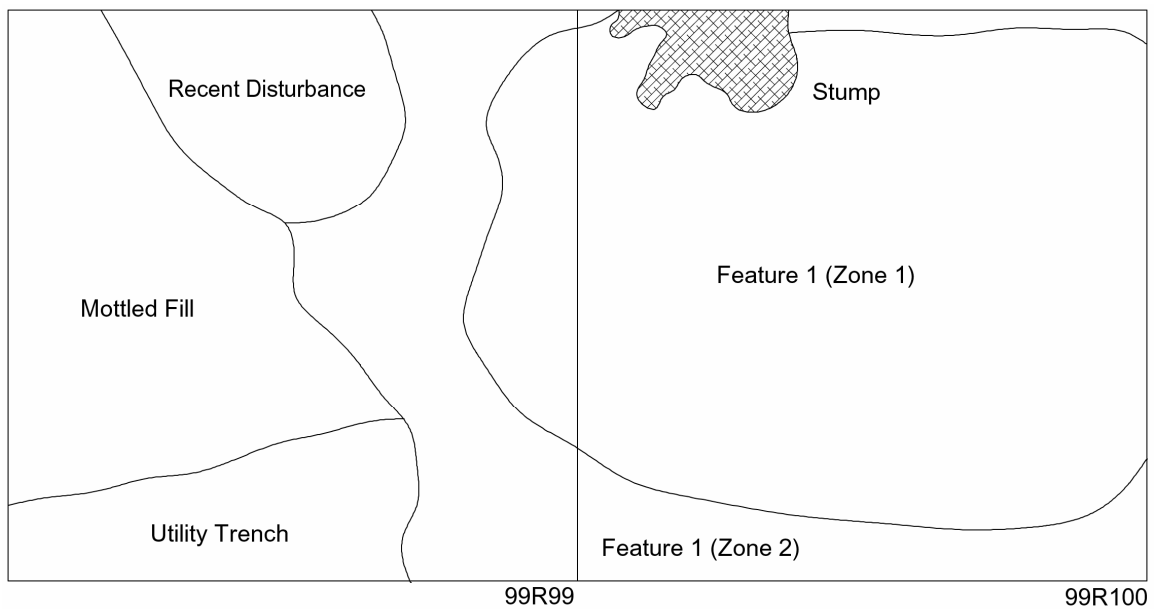 Recent Disturbance
Stump
Feature 1 (Zone 1)
Mottled Fill
Utility Trench
Feature 1 (Zone 2)
99R99
99R100